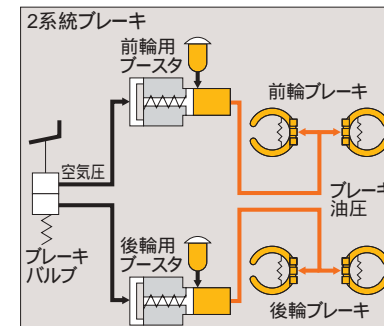 2系統ブレーキ
前輪用
ブースタ
前輪ブレーキ
空気圧
ブレーキ
油圧
ブレーキ
バルブ
後輪用
ブースタ
後輪ブレーキ